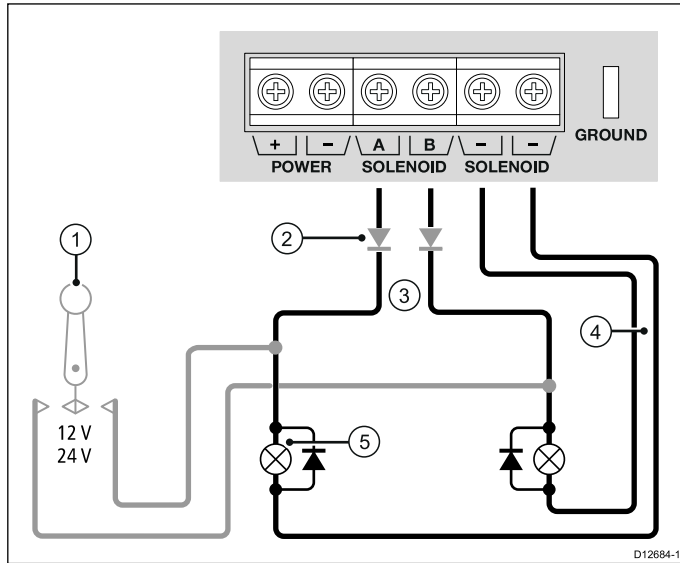 + − A B − −
POWER SOLENOID SOLENOID
GROUND
1
2
3
4
12 V
24 V
5
D12684-1